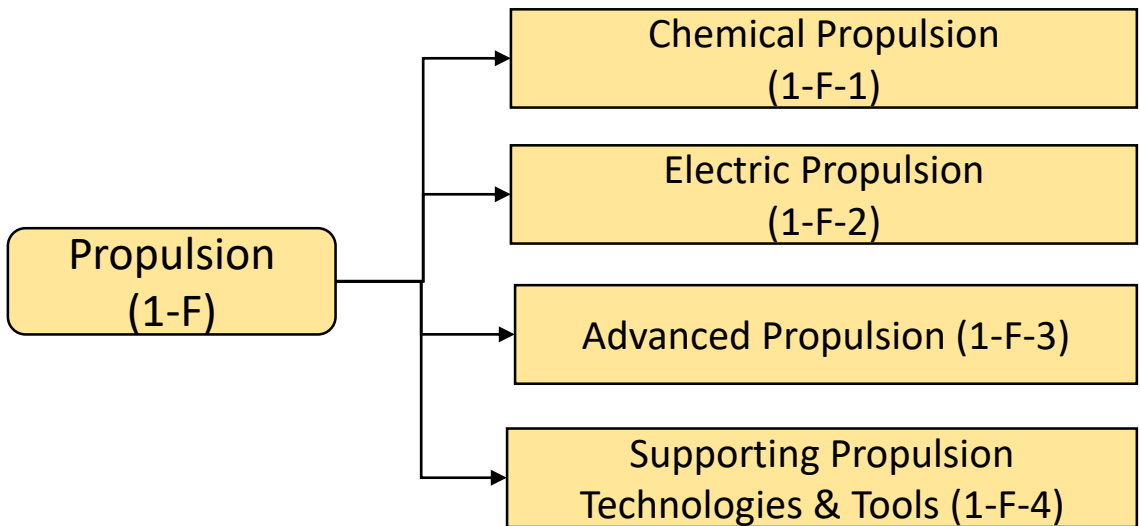 Chemical Propulsion
(1-F-1)
Electric Propulsion
(1-F-2)
Propulsion
(1-F)
Advanced Propulsion (1-F-3)
Supporting Propulsion
Technologies & Tools (1-F-4)